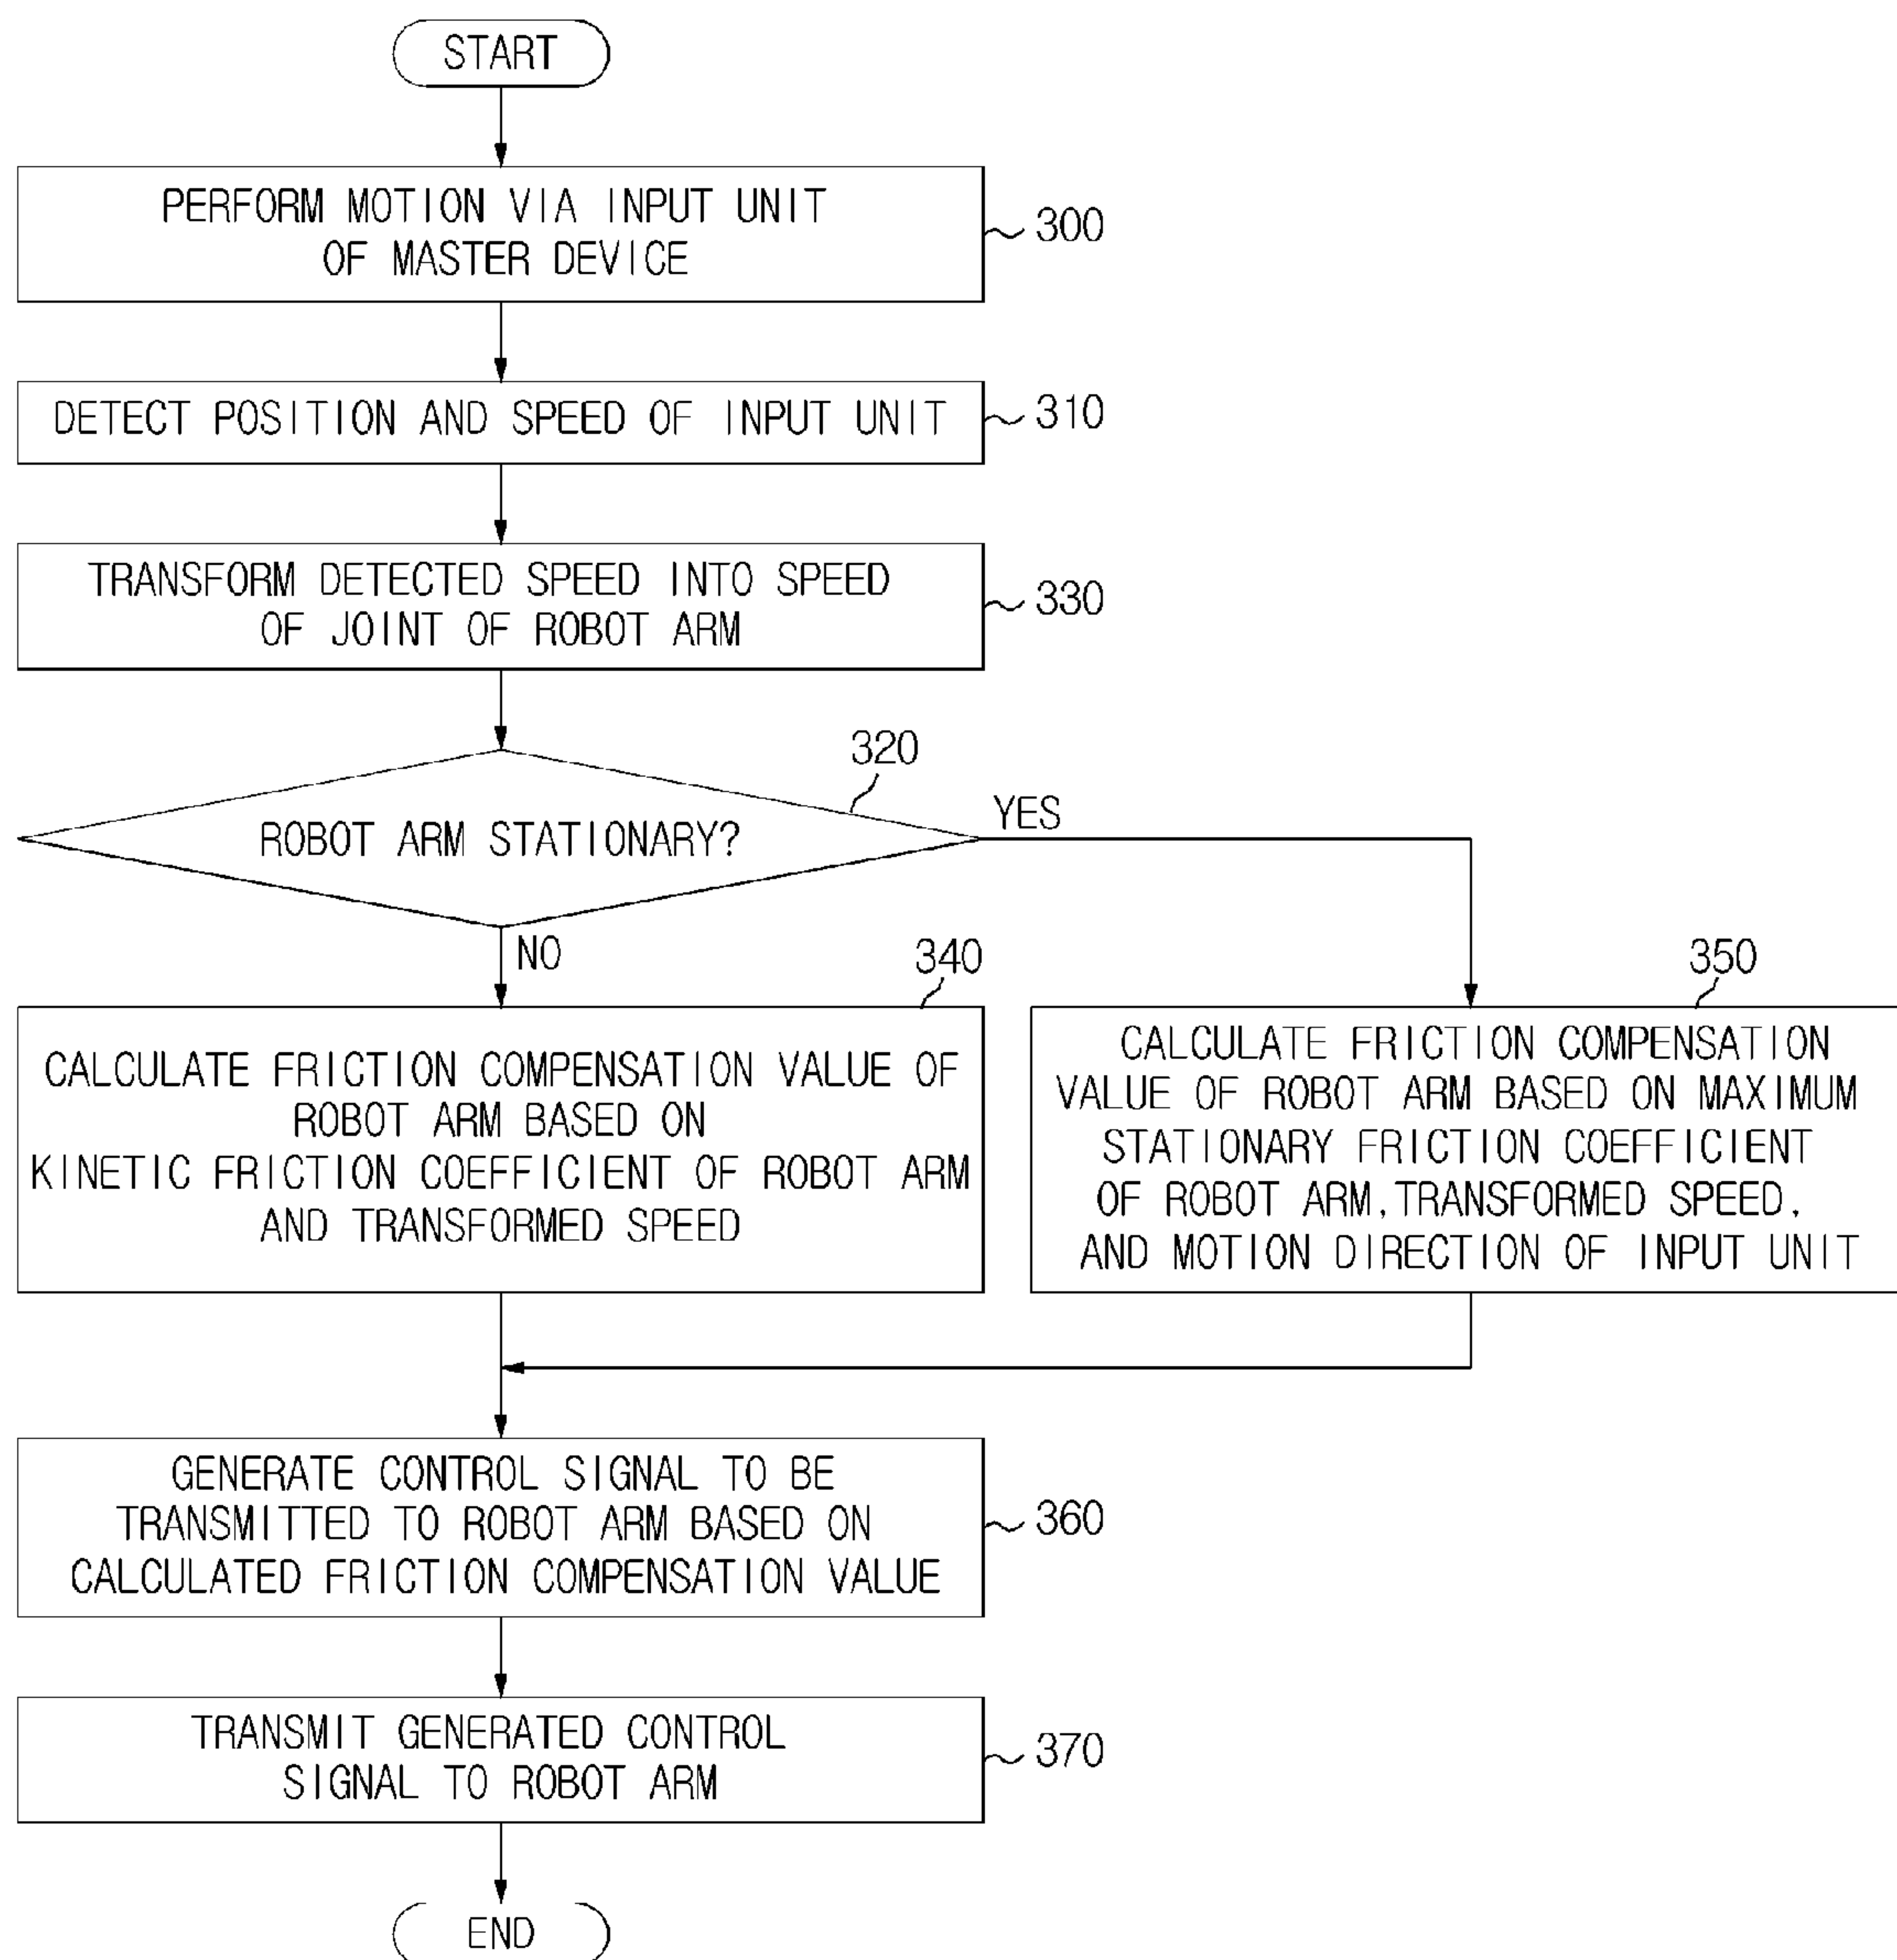 START
PERFORM MOTION VIA INPUT UNIT
OF MASTER DEVICE
300
DETECT POSITION AND SPEED OF INPUT UNIT
310
TRANSFORM DETECTED SPEED INTO SPEED
OF JOINT OF ROBOT ARM
330
320
ROBOT ARM STATIONARY?
YES
NO
340
CALCULATE FRICTION COMPENSATION VALUE OF
ROBOT ARM BASED ON
KINETIC FRICTION COEFFICIENT OF ROBOT ARM
AND TRANSFORMED SPEED
350
CALCULATE FRICTION COMPENSATION
VALUE OF ROBOT ARM BASED ON MAXIMUM
STATIONARY FRICTION COEFFICIENT
OF ROBOT ARM, TRANSFORMED SPEED,
AND MOTION DIRECTION OF INPUT UNIT
GENERATE CONTROL SIGNAL TO BE
TRANSMITTED TO ROBOT ARM BASED ON
CALCULATED FRICTION COMPENSATION VALUE
360
TRANSMIT GENERATED CONTROL
SIGNAL TO ROBOT ARM
370
END